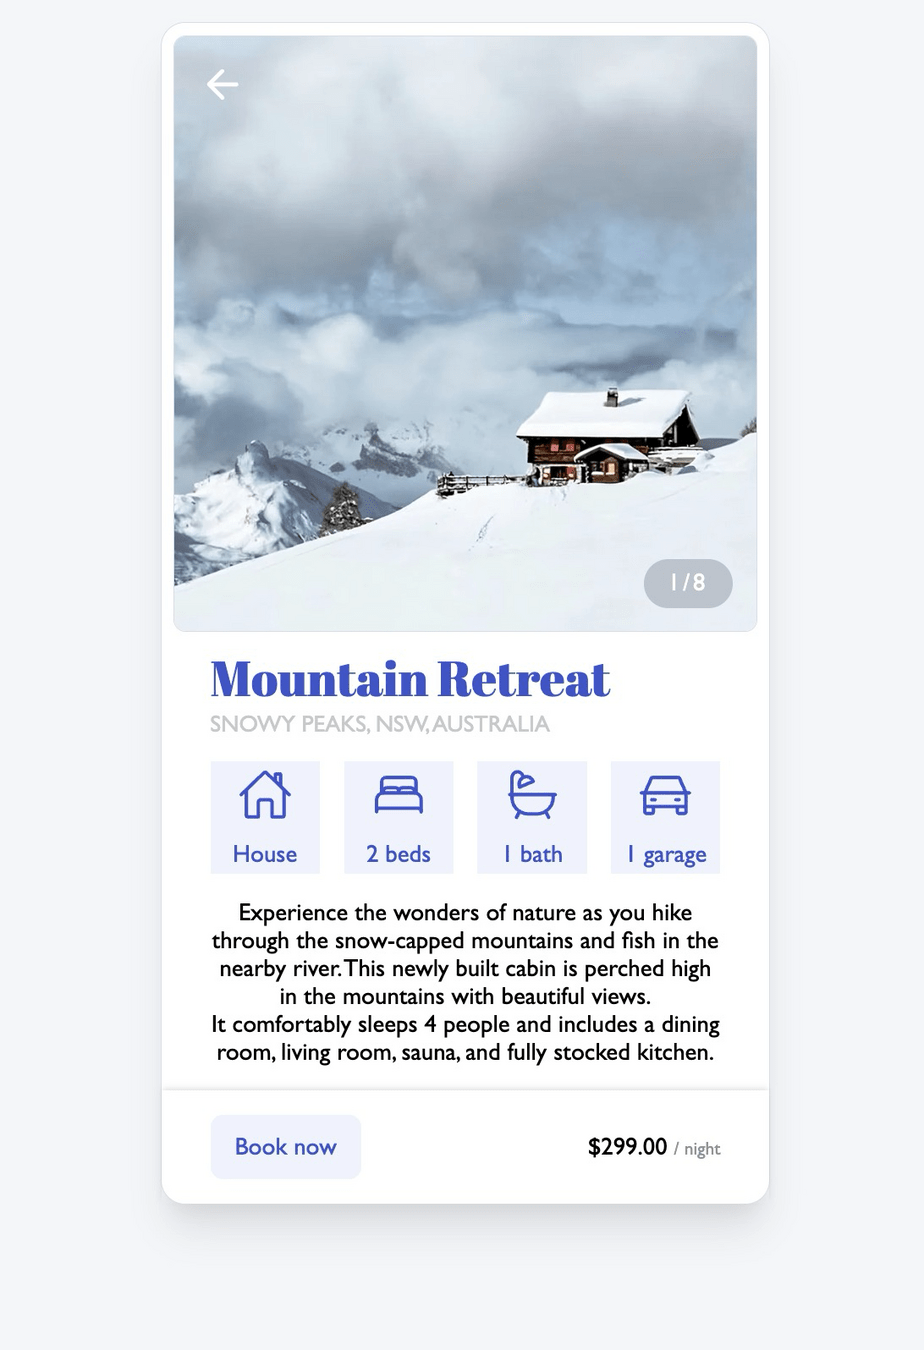 1/8
Mountain Retreat
SNOWY PEAKS, NSW, AUSTRALIA
House
2 beds
1 bath
1 garage
Experience the wonders of nature as you hike
through the snow-capped mountains and fish in the
nearby river. This newly built cabin is perched high
in the mountains with beautiful views.
It comfortably sleeps 4 people and includes a dining
room, living room, sauna, and fully stocked kitchen.
Book now
$299.00 / night